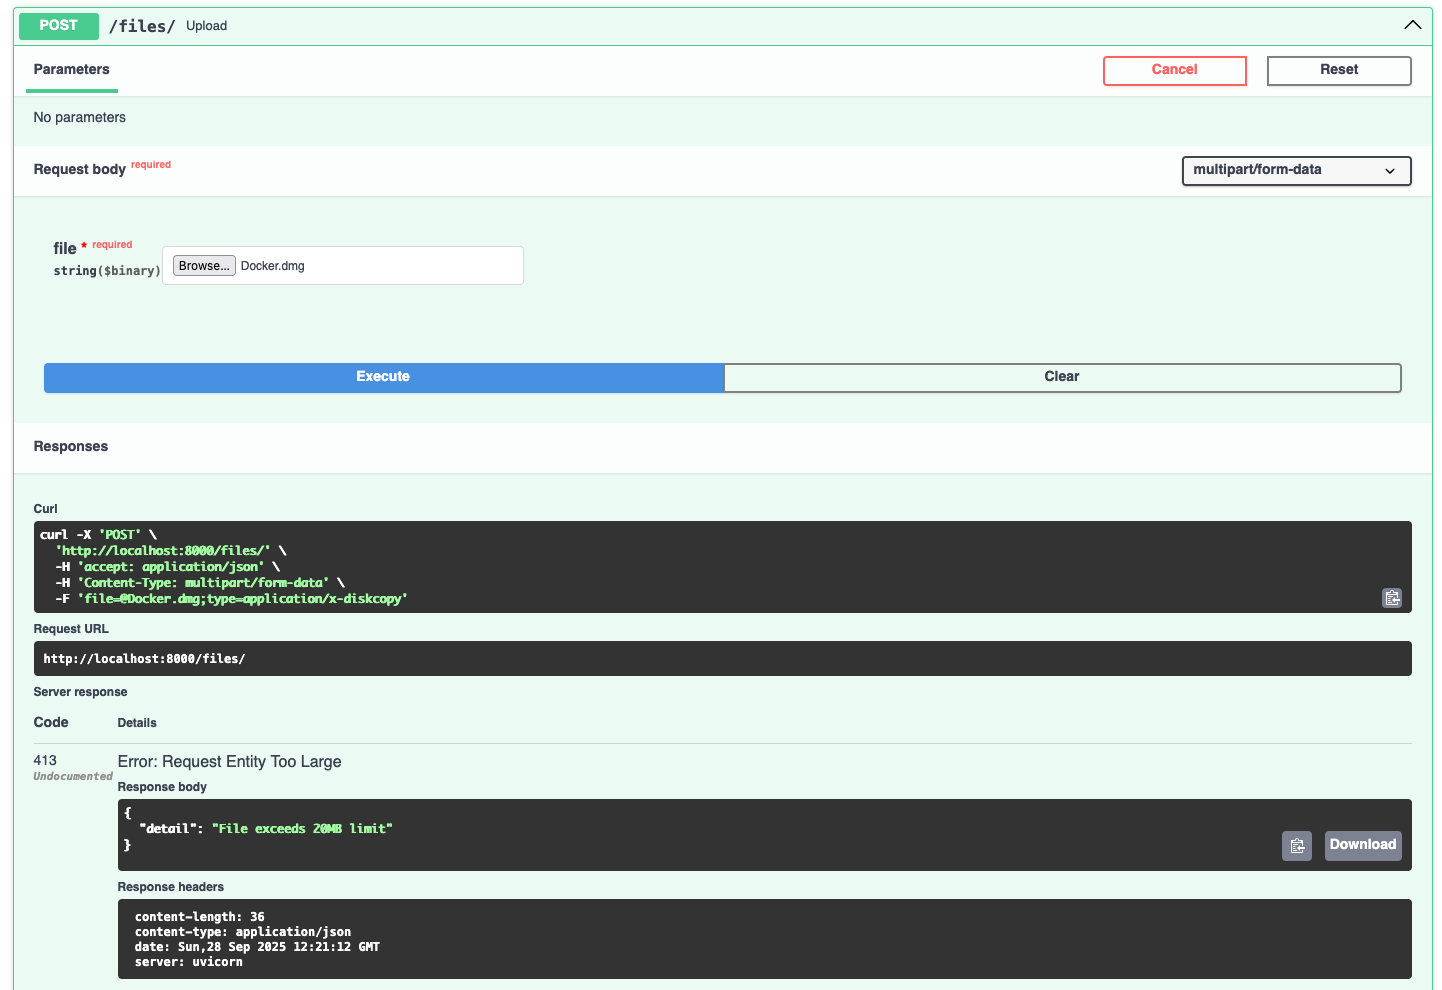 POST /files/ Upload
Parameters
Cancel
Reset
No parameters
Request body required
multipart/form-data
file * required
string($binary)
Browse... Docker.dmg
Execute
Clear
Responses
Curl
curl -X 'POST' \
  'http://localhost:8000/files/' \
  -H 'accept: application/json' \
  -H 'Content-Type: multipart/form-data' \
  -F 'file=@Docker.dmg;type=application/x-diskcopy'
Request URL
http://localhost:8000/files/
Server response
Code Details
413 Error: Request Entity Too Large
Undocumented
Response body
{
  "detail": "File exceeds 20MB limit"
}
Download
Response headers
content-length: 36
content-type: application/json
date: Sun,28 Sep 2025 12:21:12 GMT
server: uvicorn